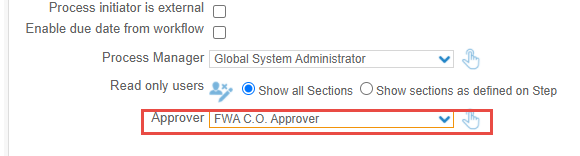 Process initiator is external
Enable due date from workflow
Process Manager Global System Administrator
Read only users Show all Sections Show sections as defined on Step
Approver FWA C.O. Approver